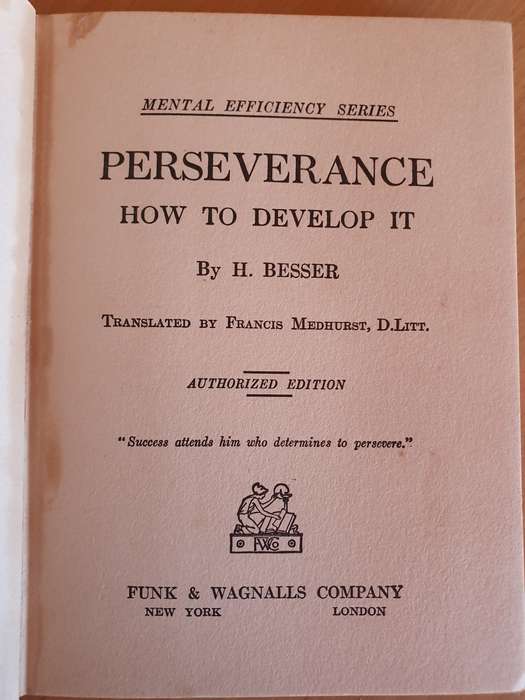 MENTAL EFFICIENCY SERIES
PERSEVERANCE
HOW TO DEVELOP IT
By H. BESSER
TRANSLATED BY FRANCIS MEDHURST, D.LITT.
AUTHORIZED EDITION
"Success attends him who determines to persevere."
F.W.Co
FUNK & WAGNALLS COMPANY
NEW YORK LONDON